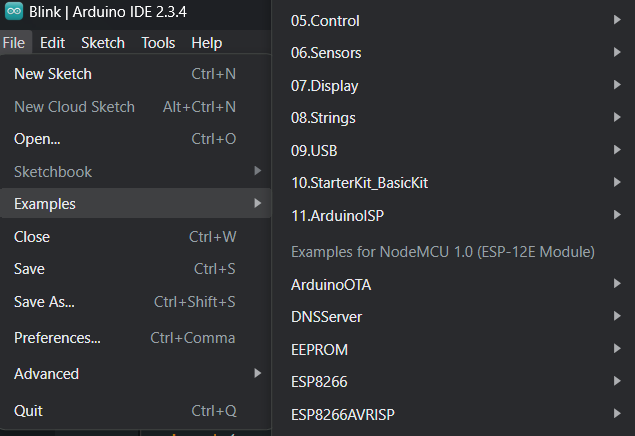 Blink | Arduino IDE 2.3.4
File Edit Sketch Tools Help
New Sketch Ctrl+N
New Cloud Sketch Alt+Ctrl+N
Open... Ctrl+O
Sketchbook
Examples
Close Ctrl+W
Save Ctrl+S
Save As... Ctrl+Shift+S
Preferences... Ctrl+Comma
Advanced
Quit Ctrl+Q
05.Control
06.Sensors
07.Display
08.Strings
09.USB
10.StarterKit_BasicKit
11.ArduinoISP
Examples for NodeMCU 1.0 (ESP-12E Module)
ArduinoOTA
DNSServer
EEPROM
ESP8266
ESP8266AVRISP